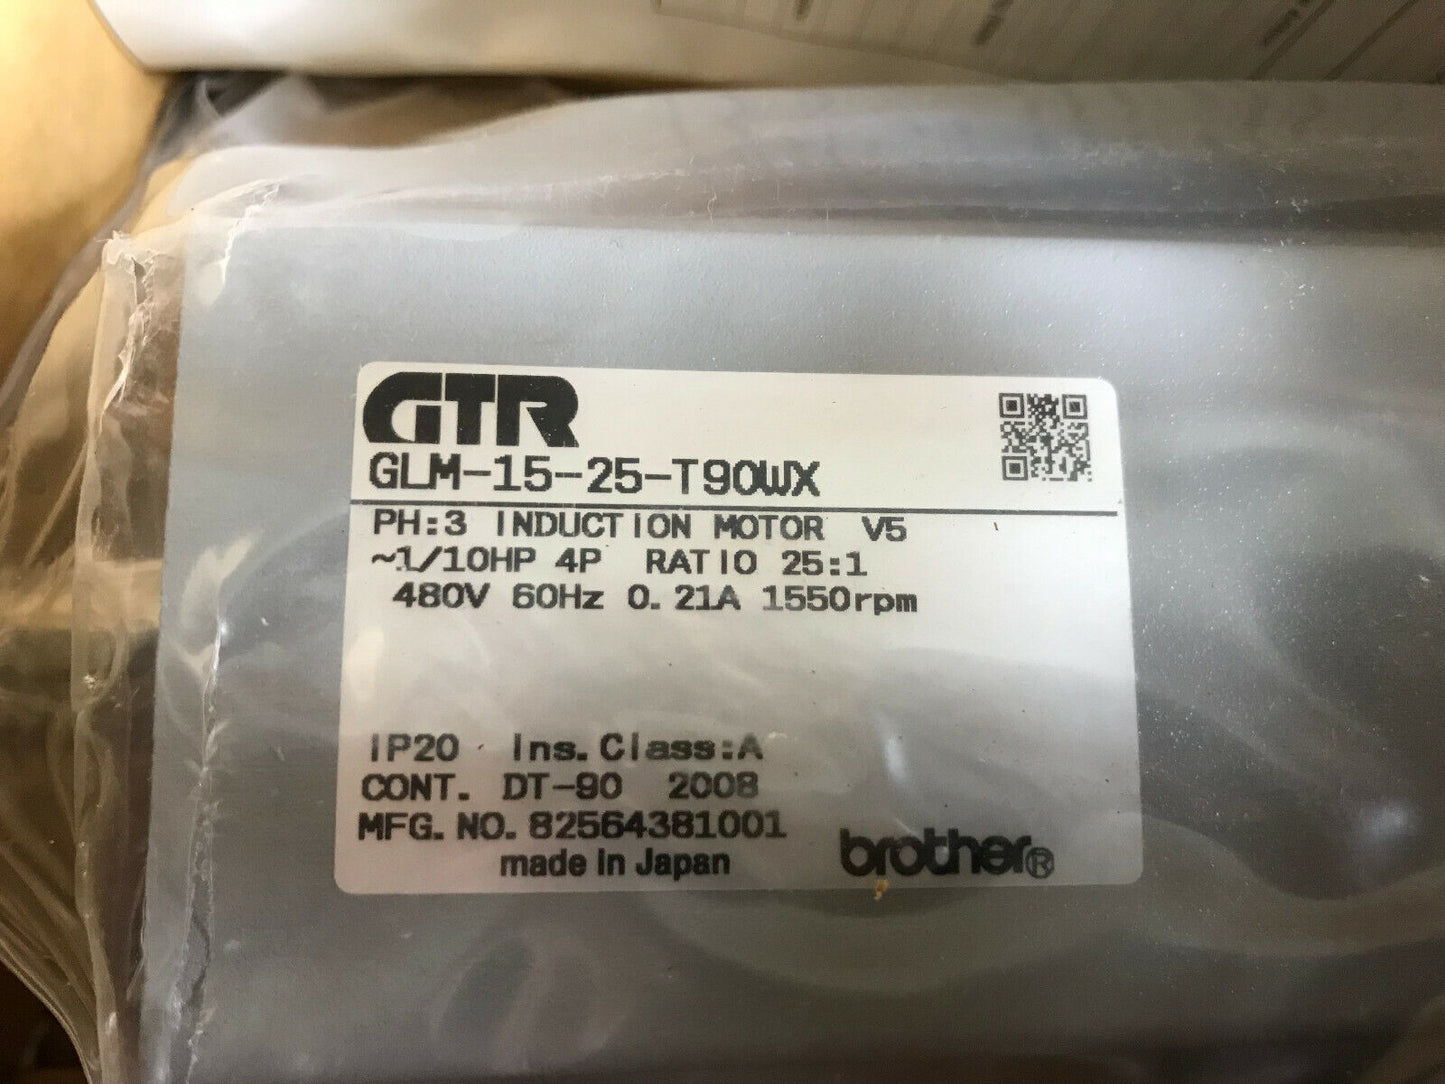 GTR
GLM-15-25-T90WX
PH:3 INDUCTION MOTOR V5
~1/10HP 4P RATIO 25:1
480V 60Hz 0.21A 1550rpm
IP20 Ins.Class:A
CONT. DT-90 2008
MFG.NO.82564381001
made in Japan
brother®